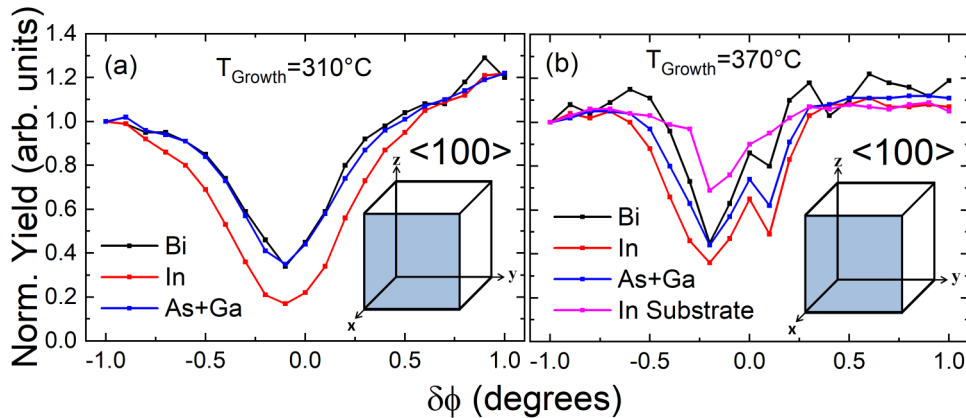 Norm. Yield (arb. units)
1.4
1.2
1.0
0.8
0.6
0.4
0.2
0.0
(a)
T_Growth=310°C
<100>
z
y
x
Bi
In
As+Ga
-1.0 -0.5 0.0 0.5 1.0
(b)
T_Growth=370°C
<100>
z
y
x
Bi
In
As+Ga
In Substrate
-1.0 -0.5 0.0 0.5 1.0
δϕ (degrees)